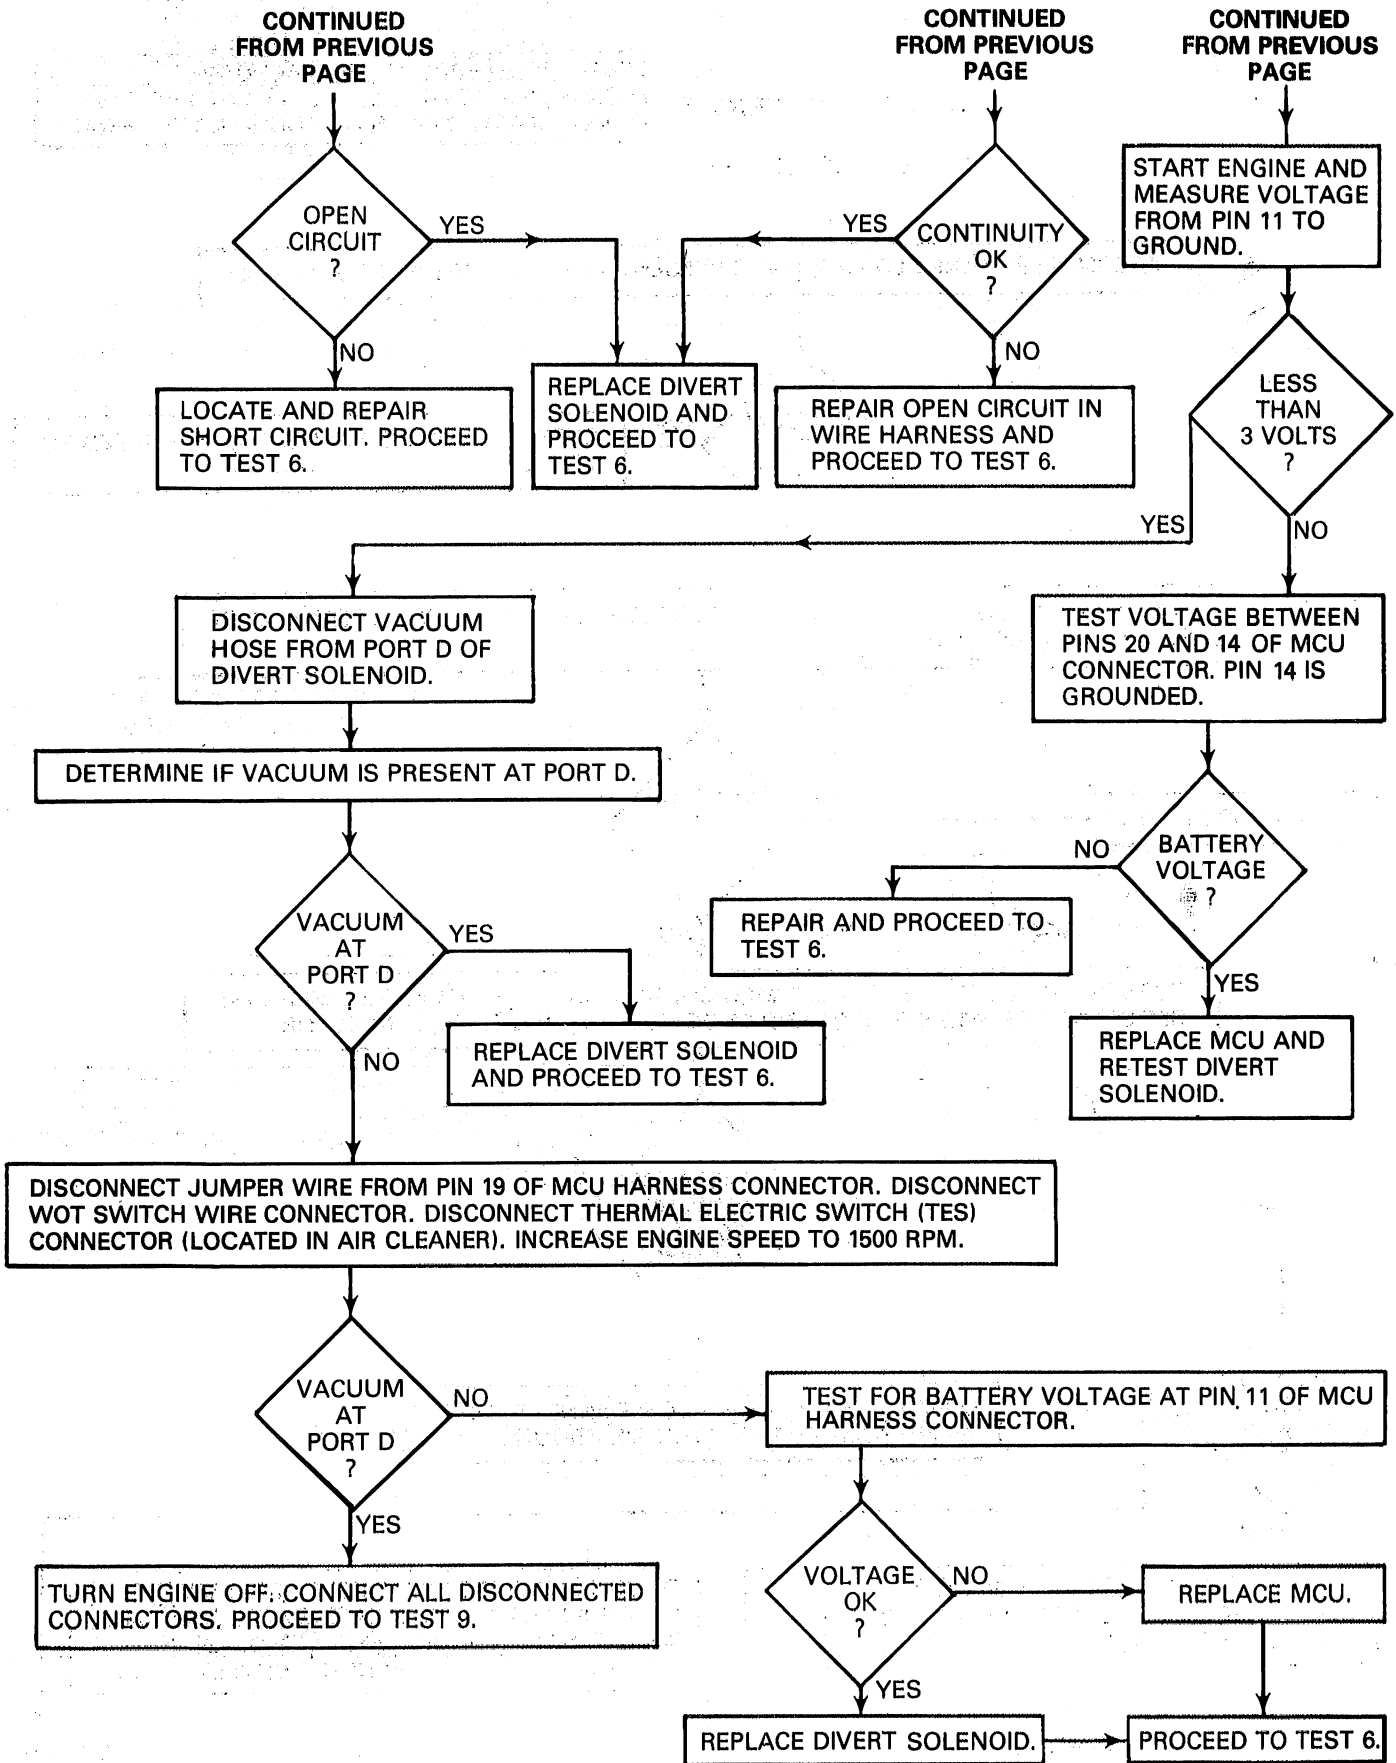 CONTINUED
FROM PREVIOUS
PAGE
CONTINUED
FROM PREVIOUS
PAGE
CONTINUED
FROM PREVIOUS
PAGE
OPEN
CIRCUIT
?
YES
NO
LOCATE AND REPAIR
SHORT CIRCUIT. PROCEED
TO TEST 6.
REPLACE DIVERT
SOLENOID AND
PROCEED TO
TEST 6.
YES
CONTINUITY
OK
?
NO
REPAIR OPEN CIRCUIT IN
WIRE HARNESS AND
PROCEED TO TEST 6.
START ENGINE AND
MEASURE VOLTAGE
FROM PIN 11 TO
GROUND.
LESS
THAN
3 VOLTS
?
YES
NO
DISCONNECT VACUUM
HOSE FROM PORT D OF
DIVERT SOLENOID.
DETERMINE IF VACUUM IS PRESENT AT PORT D.
VACUUM
AT
PORT D
?
YES
NO
REPLACE DIVERT SOLENOID
AND PROCEED TO TEST 6.
TEST VOLTAGE BETWEEN
PINS 20 AND 14 OF MCU
CONNECTOR. PIN 14 IS
GROUNDED.
BATTERY
VOLTAGE
?
NO
YES
REPAIR AND PROCEED TO
TEST 6.
REPLACE MCU AND
RETEST DIVERT
SOLENOID.
DISCONNECT JUMPER WIRE FROM PIN 19 OF MCU HARNESS CONNECTOR. DISCONNECT
WOT SWITCH WIRE CONNECTOR. DISCONNECT THERMAL ELECTRIC SWITCH (TES)
CONNECTOR (LOCATED IN AIR CLEANER). INCREASE ENGINE SPEED TO 1500 RPM.
VACUUM
AT
PORT D
?
NO
YES
TURN ENGINE OFF. CONNECT ALL DISCONNECTED
CONNECTORS. PROCEED TO TEST 9.
TEST FOR BATTERY VOLTAGE AT PIN 11 OF MCU
HARNESS CONNECTOR.
VOLTAGE
OK
?
NO
YES
REPLACE MCU.
REPLACE DIVERT SOLENOID.
PROCEED TO TEST 6.